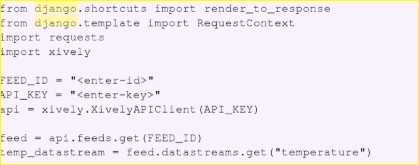 from django.shortcuts import render_to_response
from django.template import RequestContext
import requests
import xively
FEED_ID = "<enter-id>"
API_KEY = "<enter-key>"
api = xively.XivelyAPIClient(API_KEY)
feed = api.feeds.get(FEED_ID)
temp_datastream = feed.datastreams.get("temperature")